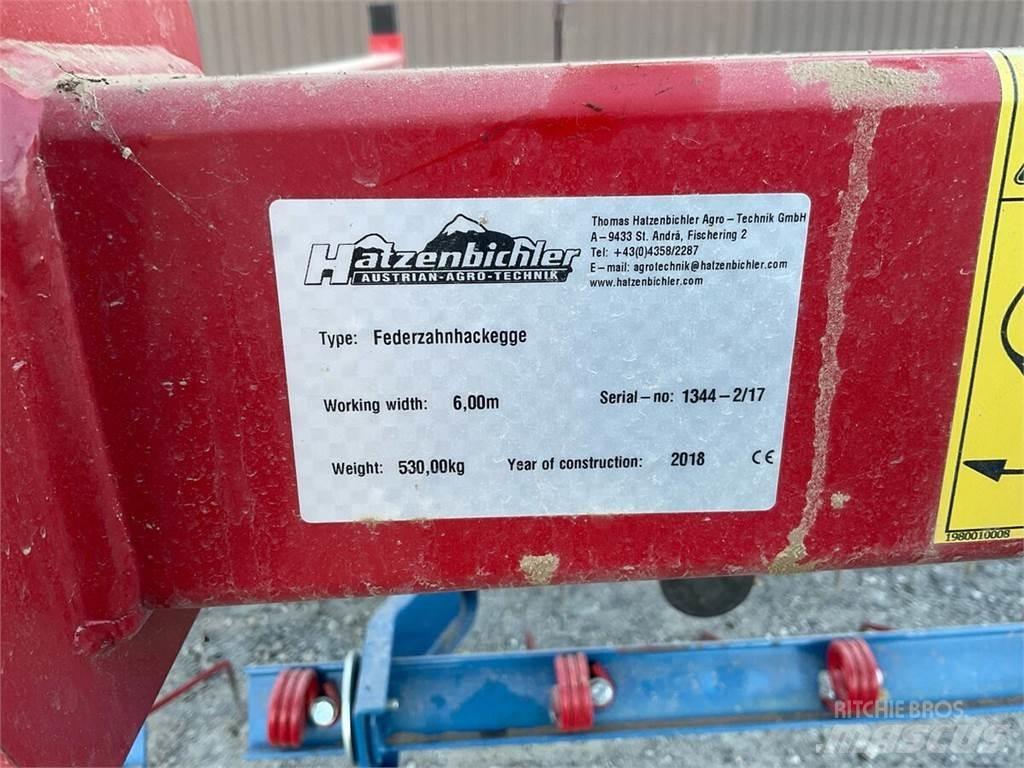 Hatzenbichler
AUSTRIAN-AGRO-TECHNIK
Thomas Hatzenbichler Agro – Technik GmbH
A – 9433 St. Andrä, Fischering 2
Tel: +43(0)4358/2287
E – mail: agrotechnik@hatzenbichler.com
www.hatzenbichler.com
Type: Federzahnhackegge
Working width: 6,00m
Serial – no: 1344 – 2/17
Weight: 530,00kg
Year of construction: 2018
CE
1980010008
RITCHIE BROS.
mascus